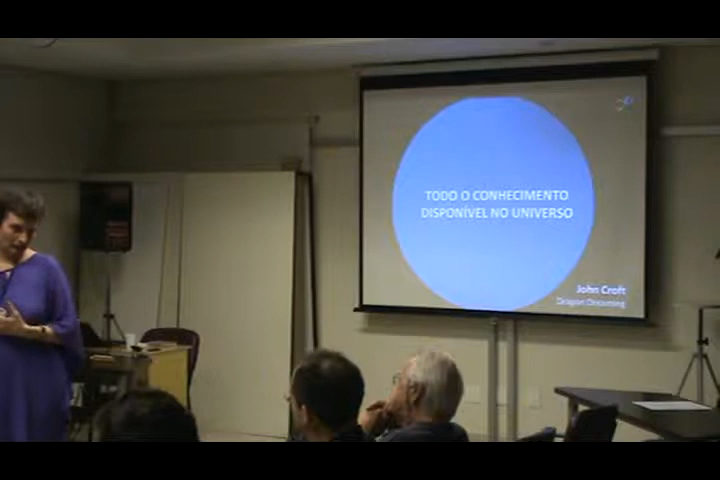 TODO O CONHECIMENTO
DISPONÍVEL NO UNIVERSO
John Croft
Dragon Dreaming